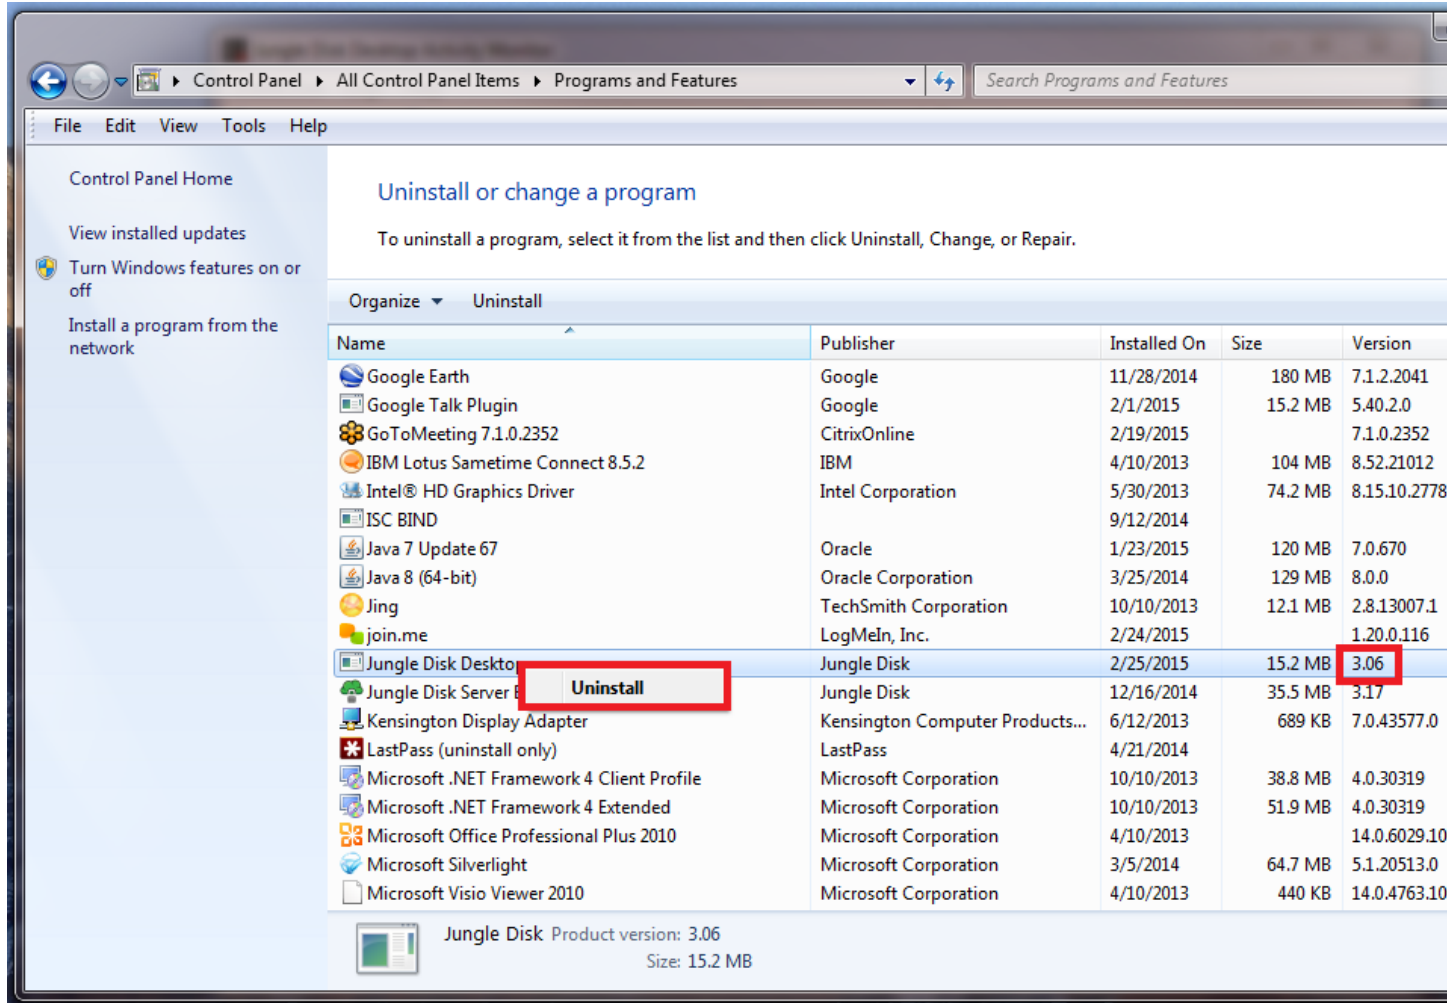 Control Panel All Control Panel Items Programs and Features Search Programs and Features
File Edit View Tools Help
Control Panel Home
View installed updates
Turn Windows features on or
off
Install a program from the
network
Uninstall or change a program
To uninstall a program, select it from the list and then click Uninstall, Change, or Repair.
Organize Uninstall
Name Publisher Installed On Size Version
Google Earth Google 11/28/2014 180 MB 7.1.2.2041
Google Talk Plugin Google 2/1/2015 15.2 MB 5.40.2.0
GoToMeeting 7.1.0.2352 CitrixOnline 2/19/2015 7.1.0.2352
IBM Lotus Sametime Connect 8.5.2 IBM 4/10/2013 104 MB 8.52.21012
Intel® HD Graphics Driver Intel Corporation 5/30/2013 74.2 MB 8.15.10.2778
ISC BIND 9/12/2014
Java 7 Update 67 Oracle 1/23/2015 120 MB 7.0.670
Java 8 (64-bit) Oracle Corporation 3/25/2014 129 MB 8.0.0
Jing TechSmith Corporation 10/10/2013 12.1 MB 2.8.13007.1
join.me LogMeIn, Inc. 2/24/2015 1.20.0.116
Jungle Disk Deskto Jungle Disk 2/25/2015 15.2 MB 3.06
Uninstall
Jungle Disk Server Jungle Disk 12/16/2014 35.5 MB 3.17
Kensington Display Adapter Kensington Computer Products... 6/12/2013 689 KB 7.0.43577.0
LastPass (uninstall only) LastPass 4/21/2014
Microsoft .NET Framework 4 Client Profile Microsoft Corporation 10/10/2013 38.8 MB 4.0.30319
Microsoft .NET Framework 4 Extended Microsoft Corporation 10/10/2013 51.9 MB 4.0.30319
Microsoft Office Professional Plus 2010 Microsoft Corporation 4/10/2013 14.0.6029.10
Microsoft Silverlight Microsoft Corporation 3/5/2014 64.7 MB 5.1.20513.0
Microsoft Visio Viewer 2010 Microsoft Corporation 4/10/2013 440 KB 14.0.4763.10
Jungle Disk Product version: 3.06
Size: 15.2 MB